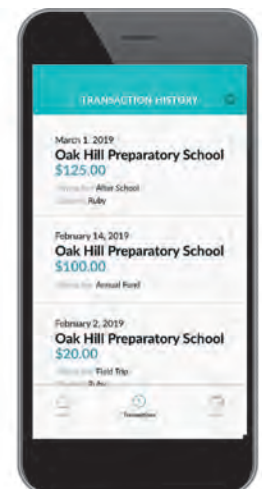 TRANSACTION HISTORY
March 1, 2019
Oak Hill Preparatory School
$125.00
After School
Ruby
February 14, 2019
Oak Hill Preparatory School
$100.00
Annual Fund
February 2, 2019
Oak Hill Preparatory School
$20.00
Field Trip
Ruby
Transactions